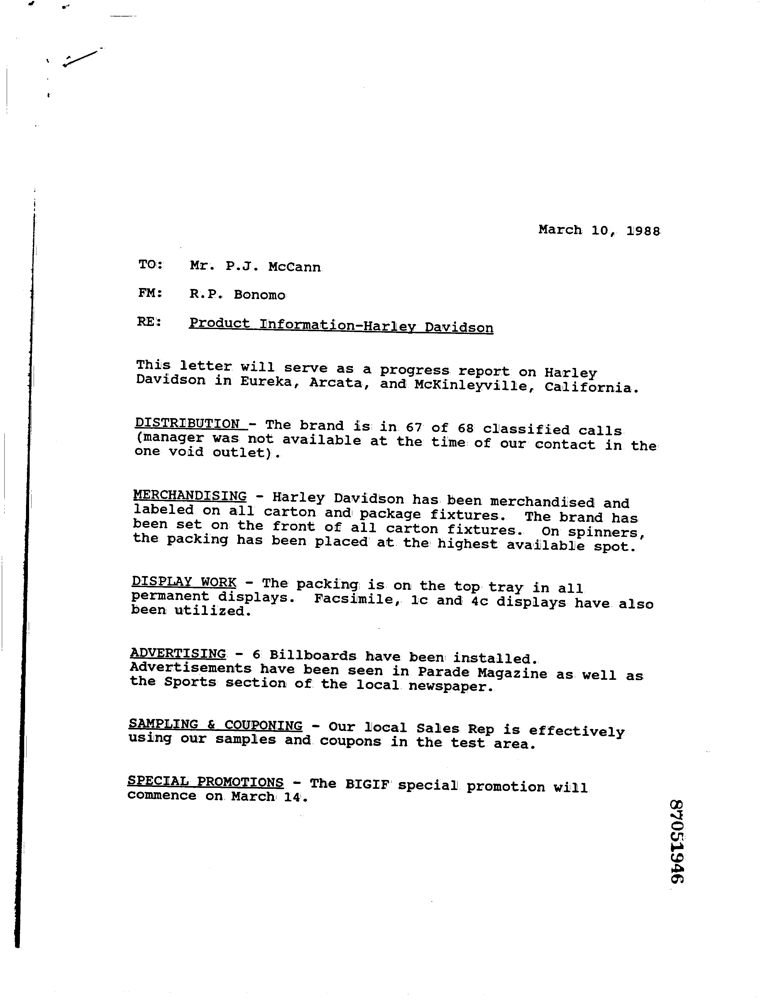 March 10, 1988
TO: Mr. P.J. McCann
FM: R.P. Bonomo
RE: Product Information-Harley Davidson
This letter will serve as a progress report on Harley
Davidson in Eureka, Arcata, and McKinleyville, California.
DISTRIBUTION - The brand is in 67 of 68 classified calls
(manager was not available at the time of our contact in the
one void outlet).
MERCHANDISING - Harley Davidson has been merchandised and
labeled on all carton and package fixtures. The brand has
been set on the front of all carton fixtures. On spinners,
the packing has been placed at the highest available spot.
DISPLAY WORK - The packing is on the top tray in all
permanent displays. Facsimile, 1c and 4c displays have also
been utilized.
ADVERTISING - 6 Billboards have been installed.
Advertisements have been seen in Parade Magazine as well as
the Sports section of the local newspaper.
SAMPLING & COUPONING - Our local Sales Rep is effectively
using our samples and coupons in the test area.
SPECIAL PROMOTIONS - The BIGIF special promotion will
commence on March 14.
87051946